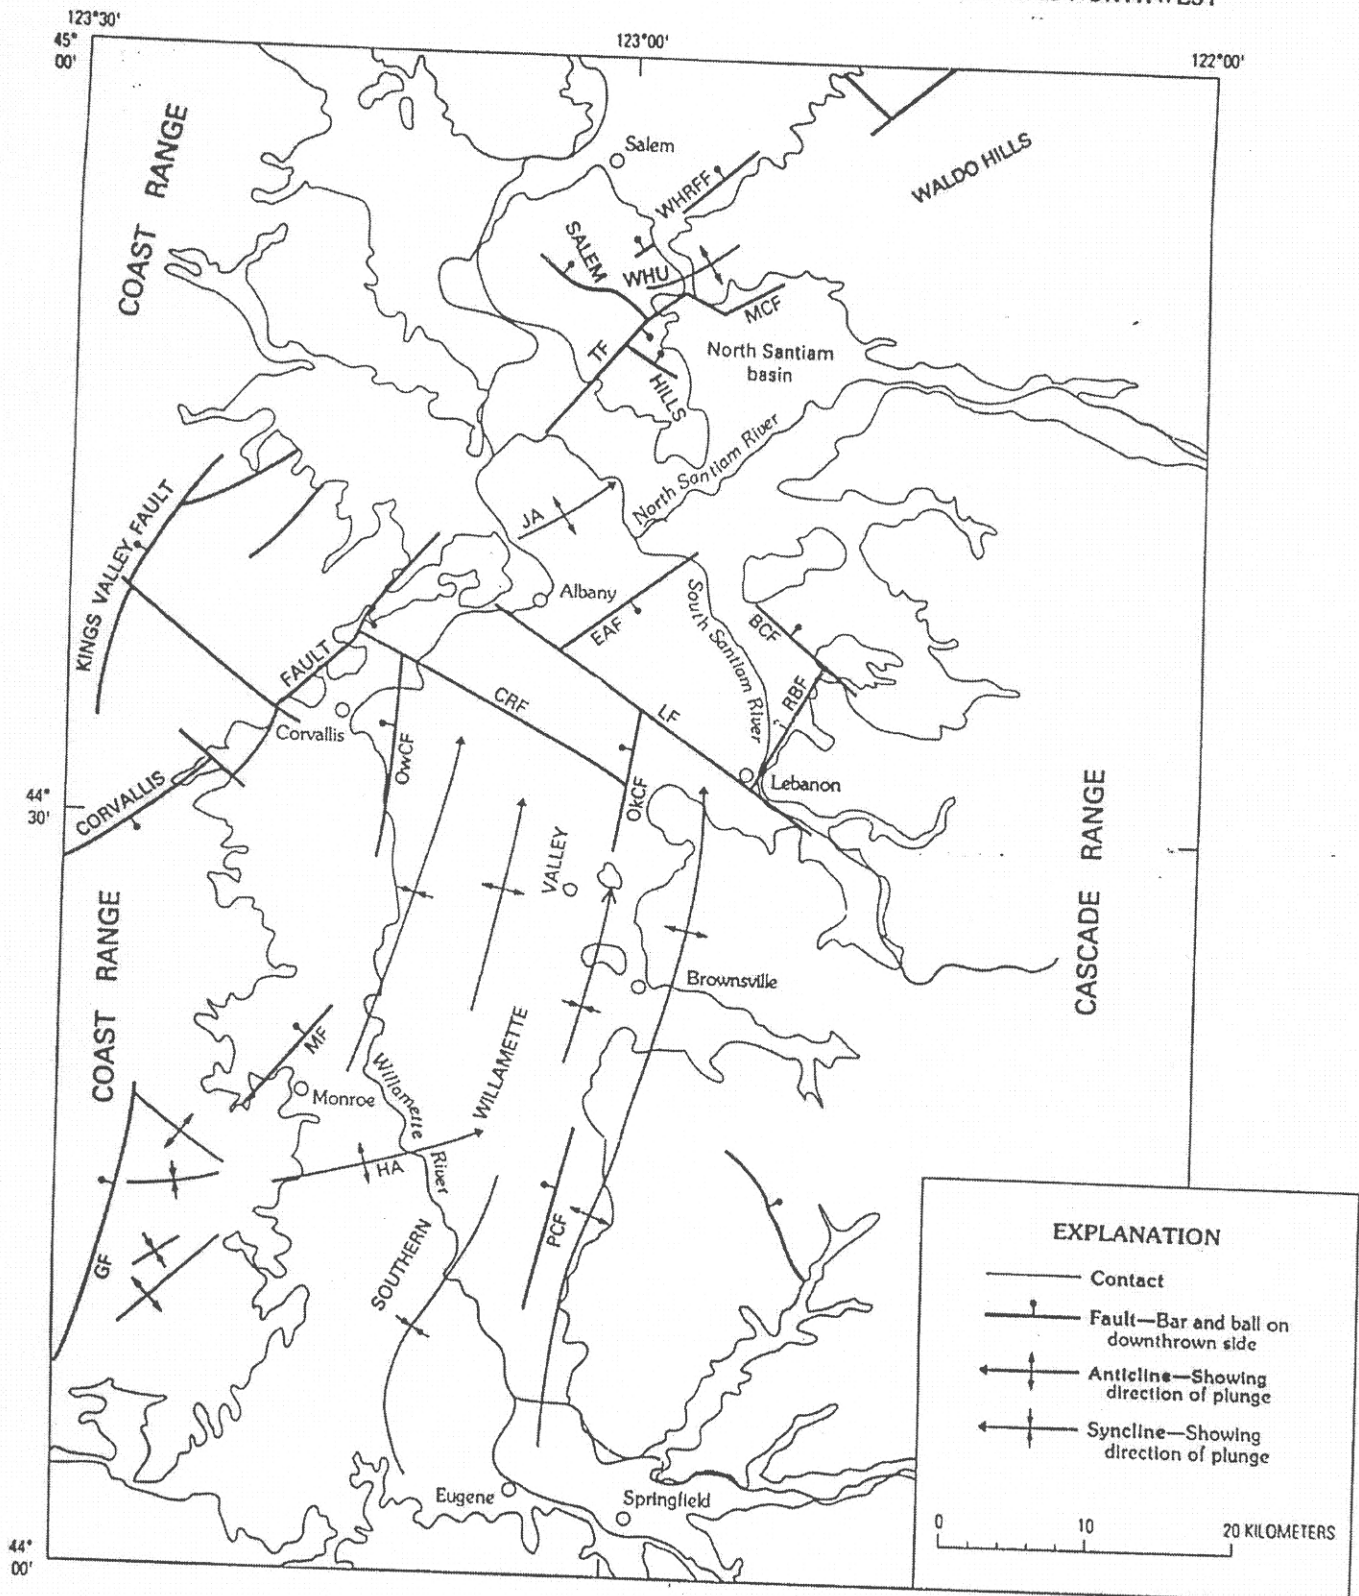 123°30'
45°
00'
123°00'
122°00'
COAST RANGE
Salem
WALDO HILLS
WHRFF
SALEM
WHU
MCF
TF
North Santiam
basin
HILLS
North Santiam River
JA
KINGS VALLEY FAULT
Albany
EAF
South Santiam River
BCF
FAULT
CRF
LF
RBF
Corvallis
OwCF
OkCF
Lebanon
CORVALLIS
44°
30'
VALLEY
CASCADE RANGE
COAST RANGE
Brownsville
MF
WILLAMETTE
Monroe
Willamette
River
HA
SOUTHERN
PCF
GF
EXPLANATION
Contact
Fault—Bar and ball on
downthrown side
Anticline—Showing
direction of plunge
Syncline—Showing
direction of plunge
Eugene
Springfield
0 10 20 KILOMETERS
44°
00'